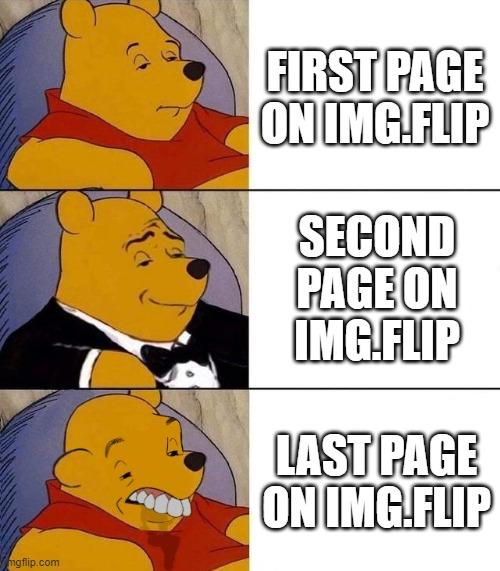 FIRST PAGE
ON IMG.FLIP
SECOND
PAGE ON
IMG.FLIP
LAST PAGE
ON IMG.FLIP
imgflip.com